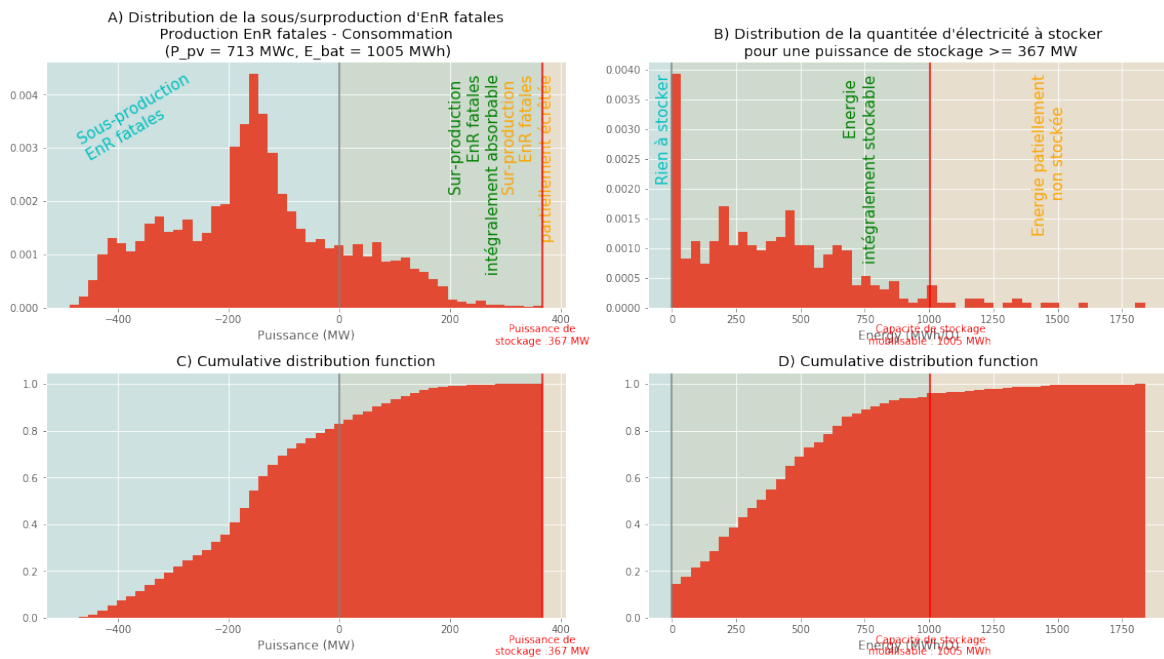 A) Distribution de la sous/surproduction d'EnR fatales
Production EnR fatales - Consommation
(P_pv = 713 MWc, E_bat = 1005 MWh)
0.004
0.003
0.002
0.001
0.000
Sous-production
EnR fatales
Sur-production
EnR fatales
intégralement absorbable
Sur-production
EnR fatales
partiellement écrêtée
−400
−200
0
200
400
Puissance (MW)
Puissance de
stockage :367 MW
B) Distribution de la quantitée d'électricité à stocker
pour une puissance de stockage >= 367 MW
0.0040
0.0035
0.0030
0.0025
0.0020
0.0015
0.0010
0.0005
0.0000
Rien à stocker
Energie
intégralement stockable
Energie patiellement
non stockée
0
250
500
750
1000
1250
1500
1750
Energy (MWh/D)
Capacité de stockage
mobilisable : 1005 MWh
C) Cumulative distribution function
1.0
0.8
0.6
0.4
0.2
0.0
−400
−200
0
200
400
Puissance (MW)
Puissance de
stockage :367 MW
D) Cumulative distribution function
1.0
0.8
0.6
0.4
0.2
0.0
0
250
500
750
1000
1250
1500
1750
Energy (MWh/D)
Capacité de stockage
mobilisable : 1005 MWh